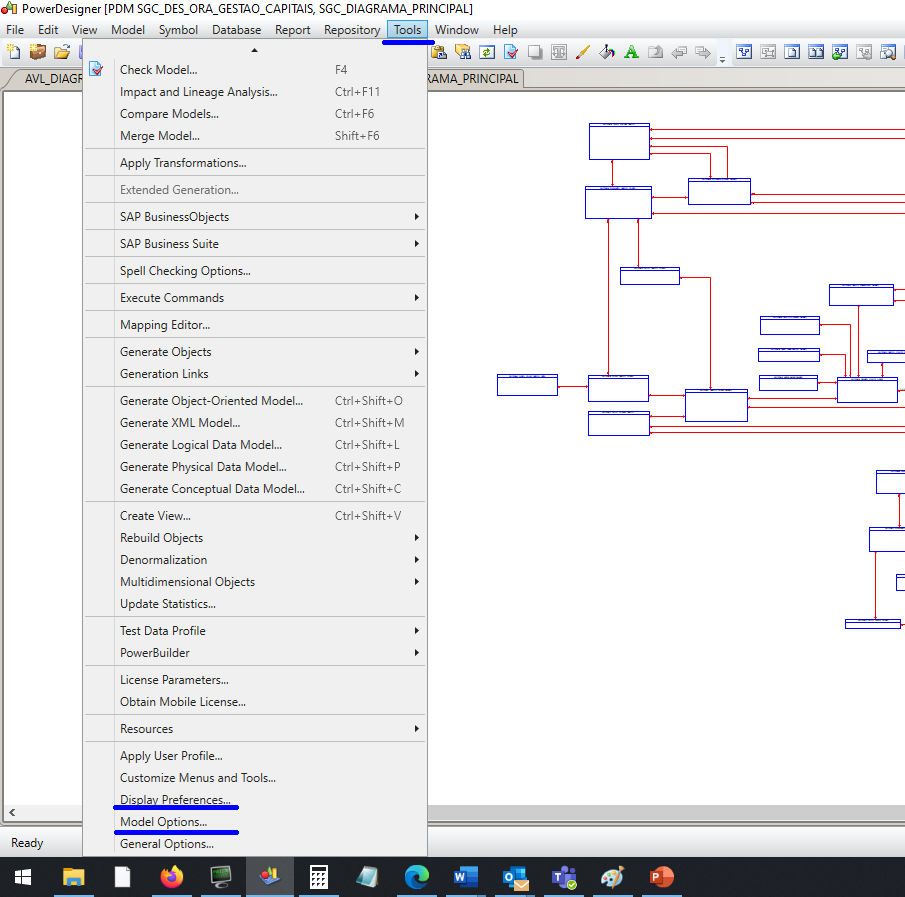 PowerDesigner [PDM SGC_DES_ORA_GESTAO_CAPITAIS, SGC_DIAGRAMA_PRINCIPAL]
File Edit View Model Symbol Database Report Repository Tools Window Help
AVL_DIAGR
RAMA_PRINCIPAL
Check Model... F4
Impact and Lineage Analysis... Ctrl+F11
Compare Models... Ctrl+F6
Merge Model... Shift+F6
Apply Transformations...
Extended Generation...
SAP BusinessObjects
SAP Business Suite
Spell Checking Options...
Execute Commands
Mapping Editor...
Generate Objects
Generation Links
Generate Object-Oriented Model... Ctrl+Shift+O
Generate XML Model... Ctrl+Shift+M
Generate Logical Data Model... Ctrl+Shift+L
Generate Physical Data Model... Ctrl+Shift+P
Generate Conceptual Data Model... Ctrl+Shift+C
Create View... Ctrl+Shift+V
Rebuild Objects
Denormalization
Multidimensional Objects
Update Statistics...
Test Data Profile
PowerBuilder
License Parameters...
Obtain Mobile License...
Resources
Apply User Profile...
Customize Menus and Tools...
Display Preferences...
Model Options...
General Options...
Ready